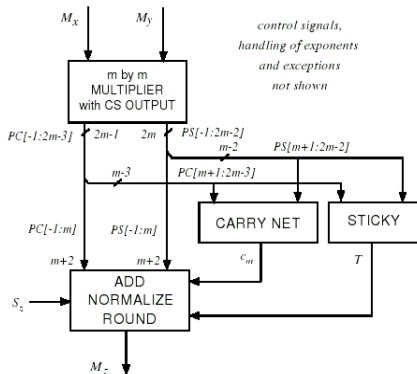 M_x
M_y
control signals,
handling of exponents
and exceptions
not shown
m by m
MULTIPLIER
with CS OUTPUT
PC[-1:2m-3]
2m-1
2m
PS[-1:2m-2]
m-2
PS[m+1:2m-2]
m-3
PC[m+1:2m-3]
CARRY NET
STICKY
PC[-1:m]
PS[-1:m]
m+2
m+2
c_m
T
S_z
ADD
NORMALIZE
ROUND
M_z